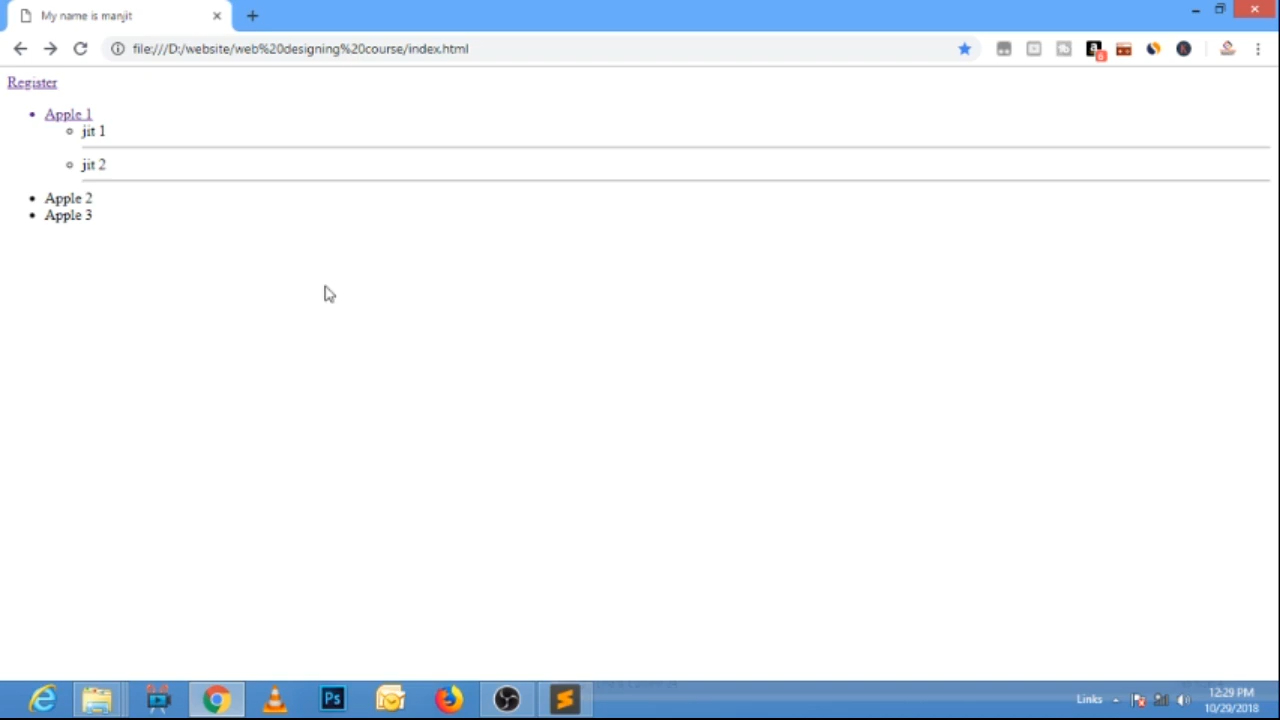 My name is manjit
file:///D:/website/web%20designing%20course/index.html
Register
Apple 1
jit 1
jit 2
Apple 2
Apple 3
Ps
Links
12:29 PM
10/29/2018